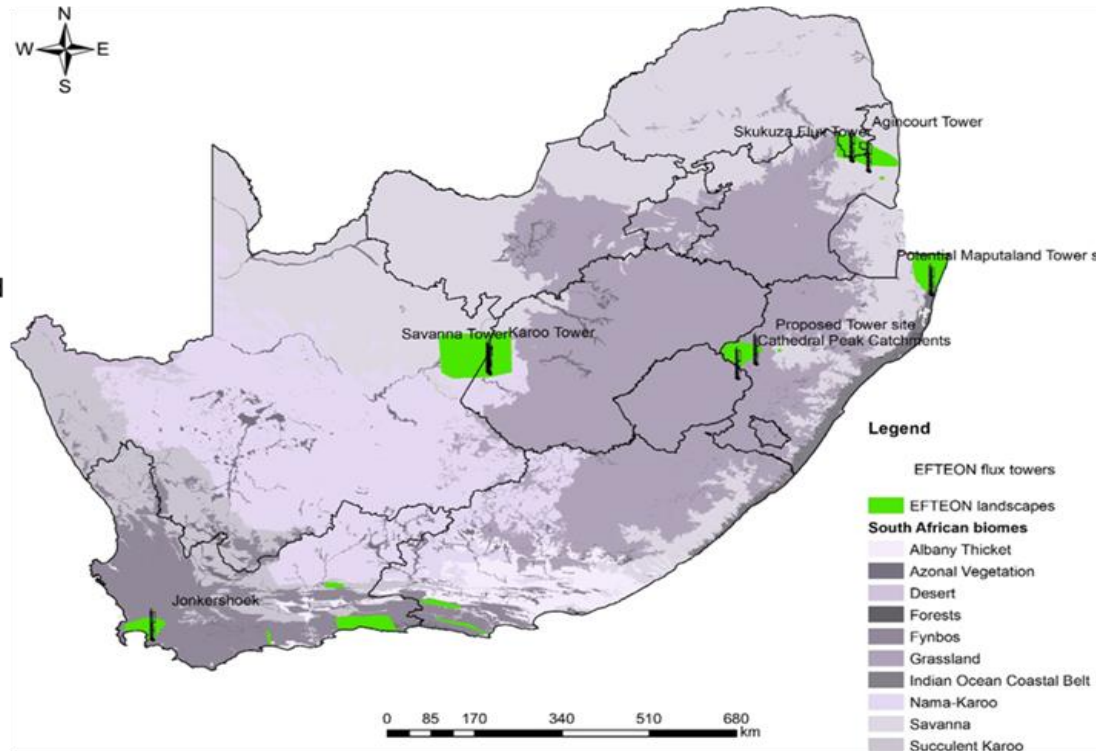 N
W E
S
Agincourt Tower
Skukuza Flux Tower
Potential Maputaland Tower s
Savanna Tower
Karoo Tower
Proposed Tower site
Cathedral Peak Catchments
Jonkershoek
Legend
EFTEON flux towers
EFTEON landscapes
South African biomes
Albany Thicket
Azonal Vegetation
Desert
Forests
Fynbos
Grassland
Indian Ocean Coastal Belt
Nama-Karoo
Savanna
Succulent Karoo
0 85 170 340 510 680
km